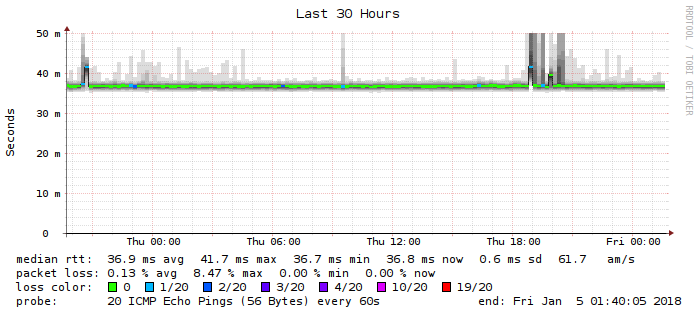 Last 30 Hours
RRDTOOL / TOBI OETIKER
Seconds
50 m
40 m
30 m
20 m
10 m
0
Thu 00:00 Thu 06:00 Thu 12:00 Thu 18:00 Fri 00:00
median rtt: 36.9 ms avg 41.7 ms max 36.7 ms min 36.8 ms now 0.6 ms sd 61.7 am/s
packet loss: 0.13 % avg 8.47 % max 0.00 % min 0.00 % now
loss color: 0 1/20 2/20 3/20 4/20 10/20 19/20
probe: 20 ICMP Echo Pings (56 Bytes) every 60s end: Fri Jan 5 01:40:05 2018